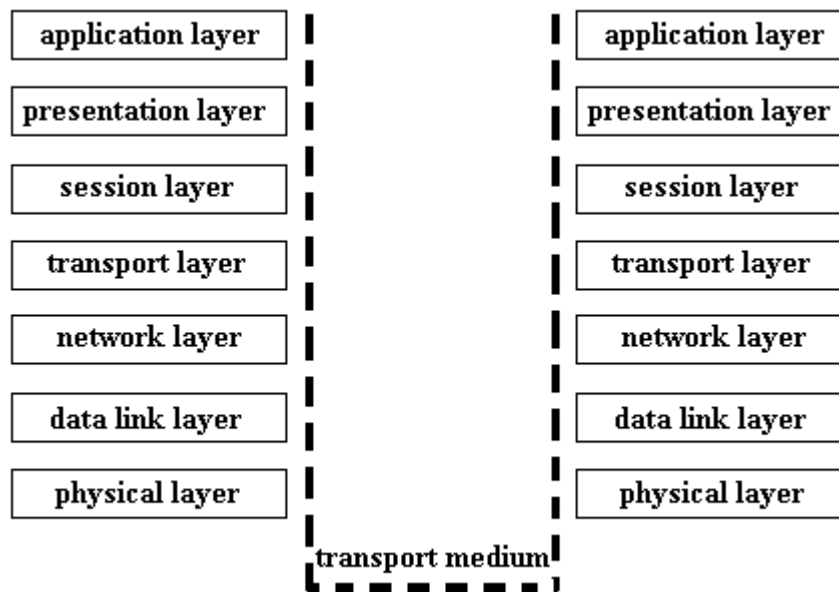 application layer
presentation layer
session layer
transport layer
network layer
data link layer
physical layer
transport medium
application layer
presentation layer
session layer
transport layer
network layer
data link layer
physical layer